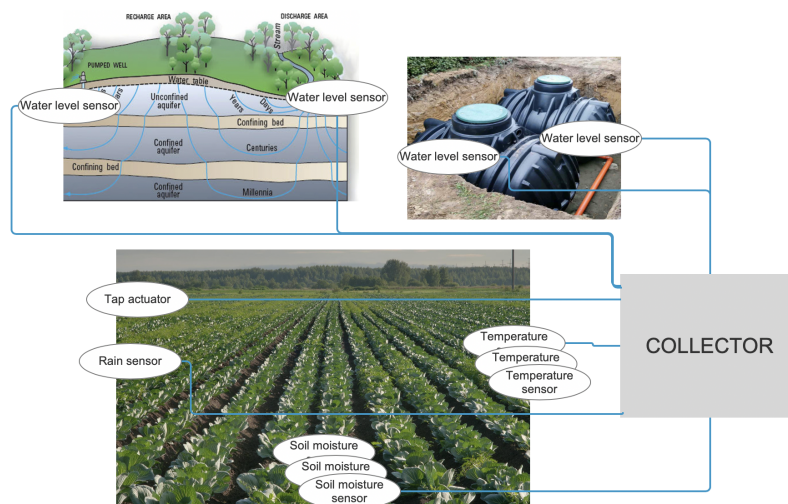 RECHARGE AREA
DISCHARGE AREA
Stream
PUMPED WELL
Water table
Water level sensor
Water level sensor
Unconfined
aquifer
Years
Days
Confining bed
Confined
aquifer
Centuries
Confining bed
Confined
aquifer
Millennia
Water level sensor
Water level sensor
Tap actuator
Rain sensor
Temperature
Temperature
Temperature
sensor
COLLECTOR
Soil moisture
Soil moisture
Soil moisture
sensor